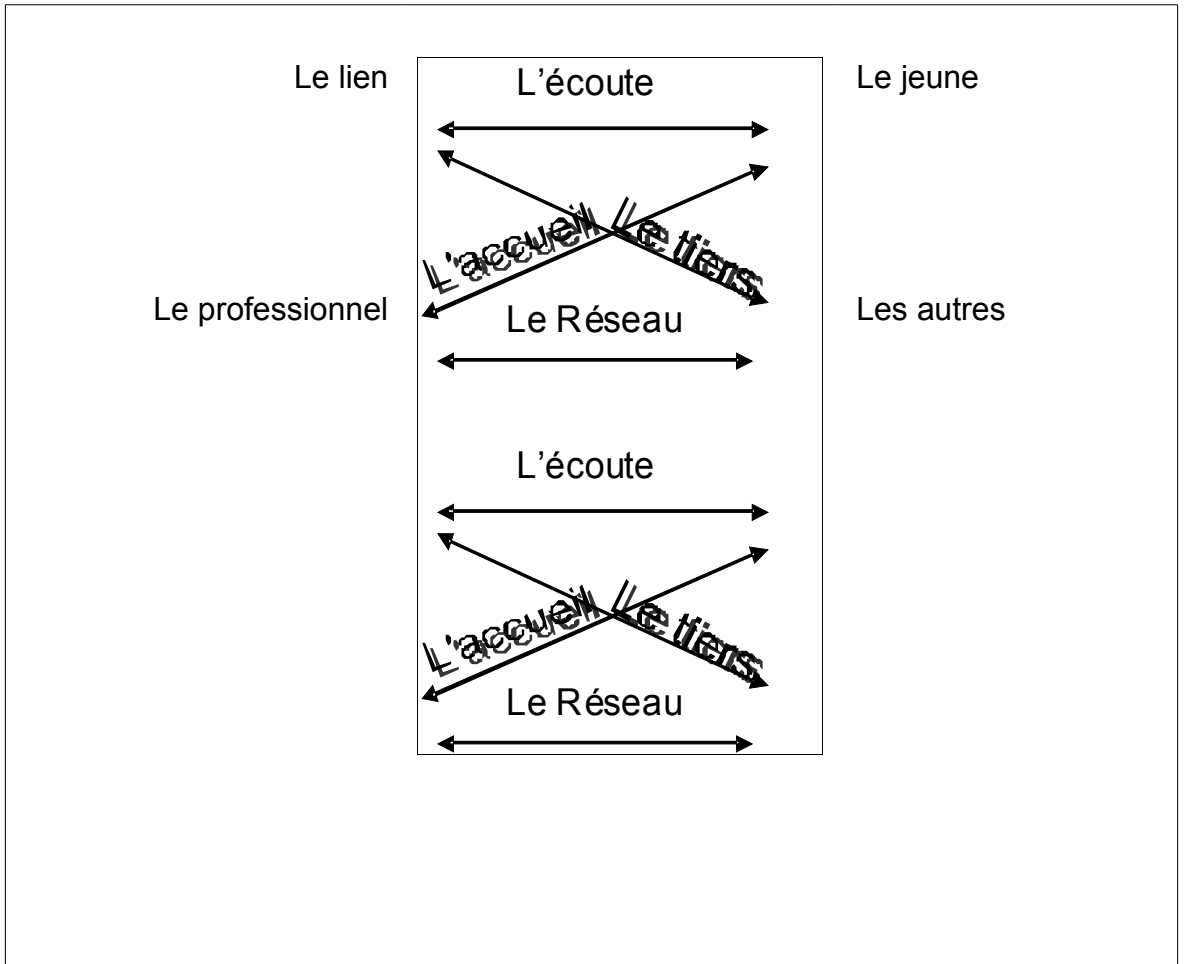 Le lien L'écoute Le jeune
L'accueil Le tiers
Le professionnel Le Réseau Les autres
L'écoute
L'accueil Le tiers
Le Réseau